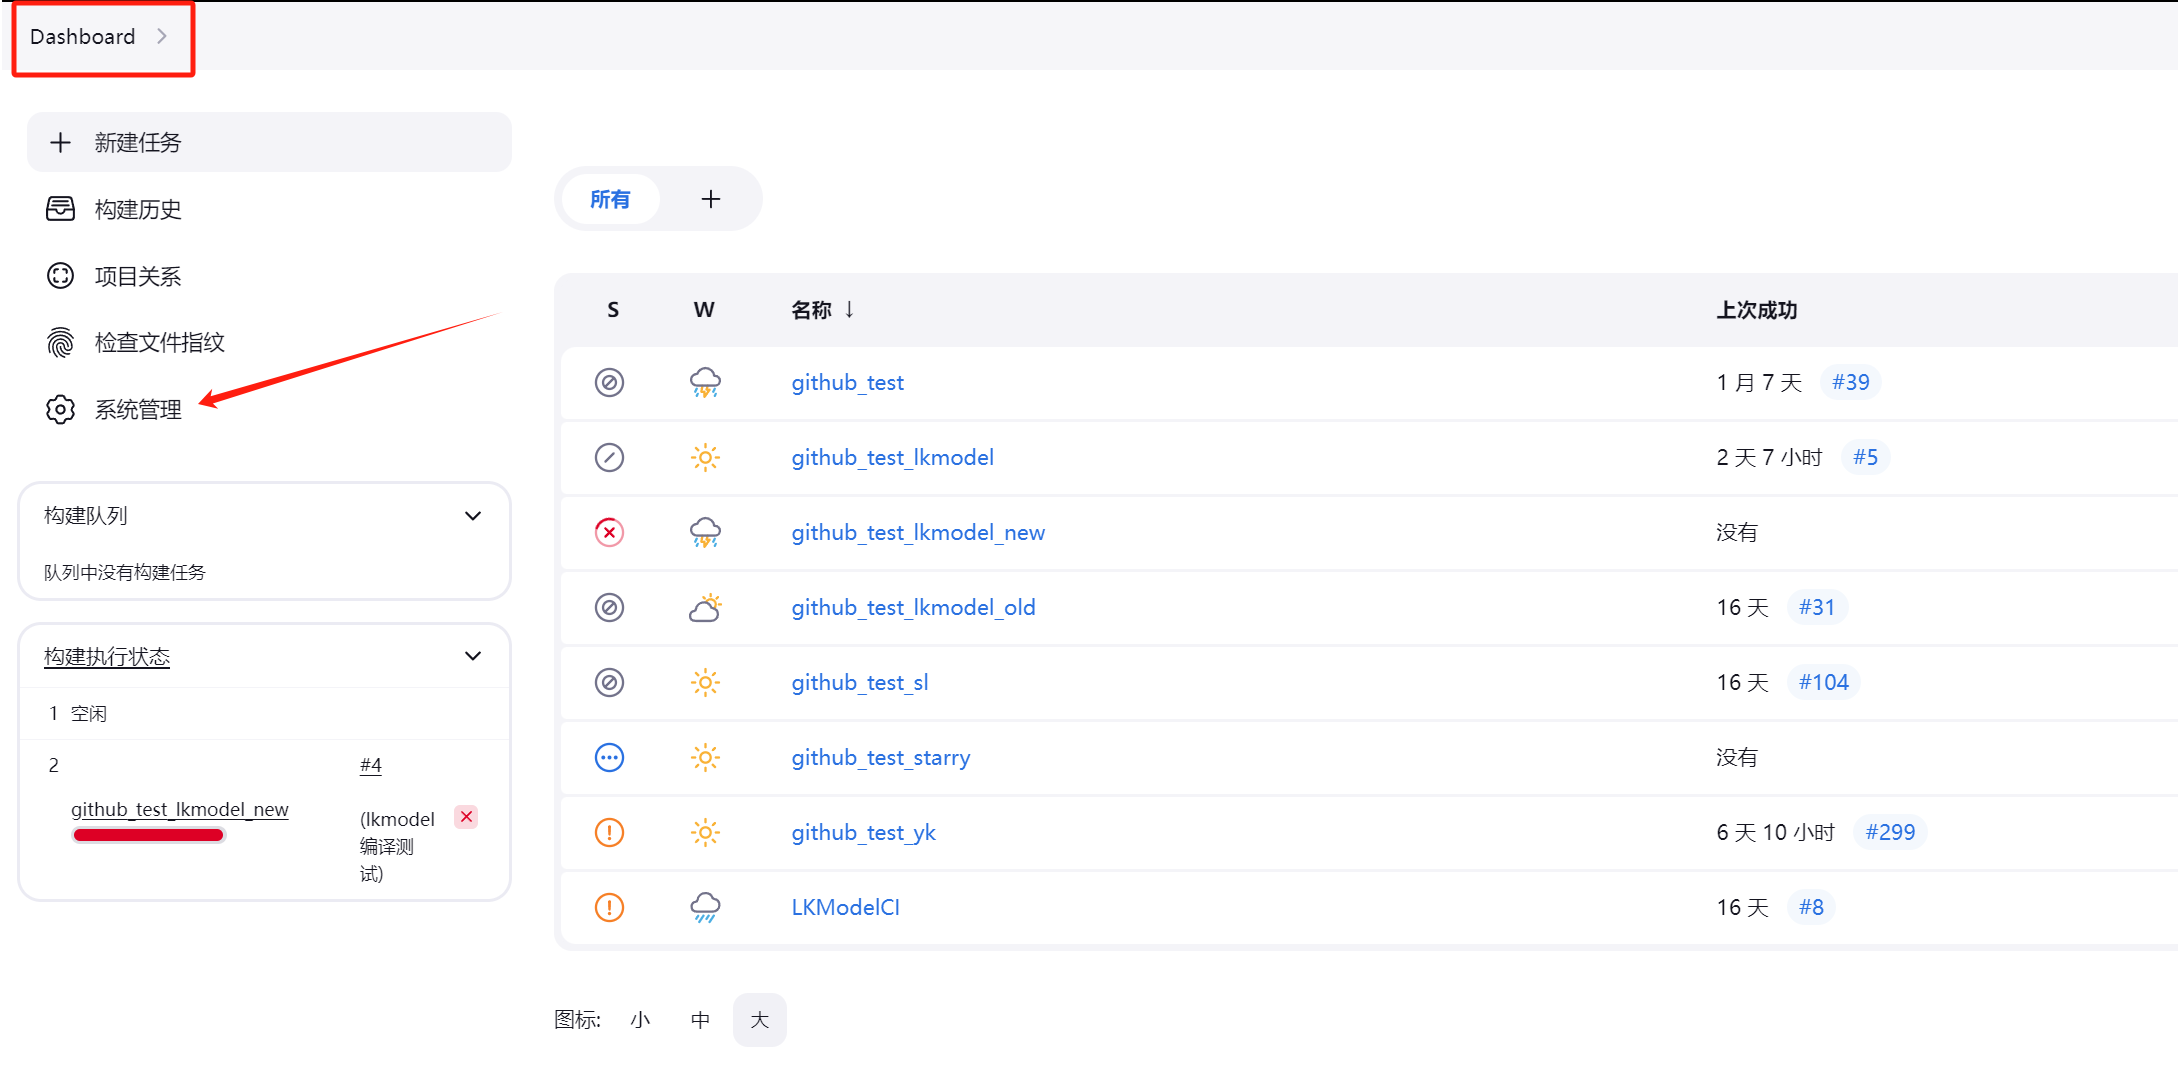 Dashboard
新建任务
构建历史
项目关系
检查文件指纹
系统管理
构建队列
队列中没有构建任务
构建执行状态
1 空闲
2 #4
github_test_lkmodel_new
(lkmodel
编译测
试)
所有
S W 名称 ↓ 上次成功
github_test 1 月 7 天 #39
github_test_lkmodel 2 天 7 小时 #5
github_test_lkmodel_new 没有
github_test_lkmodel_old 16 天 #31
github_test_sl 16 天 #104
github_test_starry 没有
github_test_yk 6 天 10 小时 #299
LKModelCI 16 天 #8
图标: 小 中 大